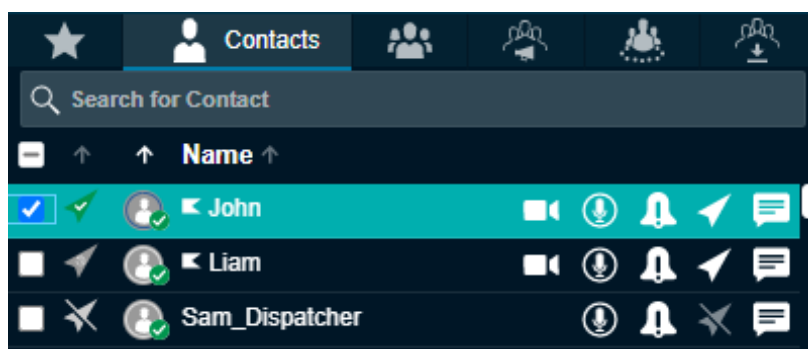 Contacts
Search for Contact
Name
John
Liam
Sam_Dispatcher